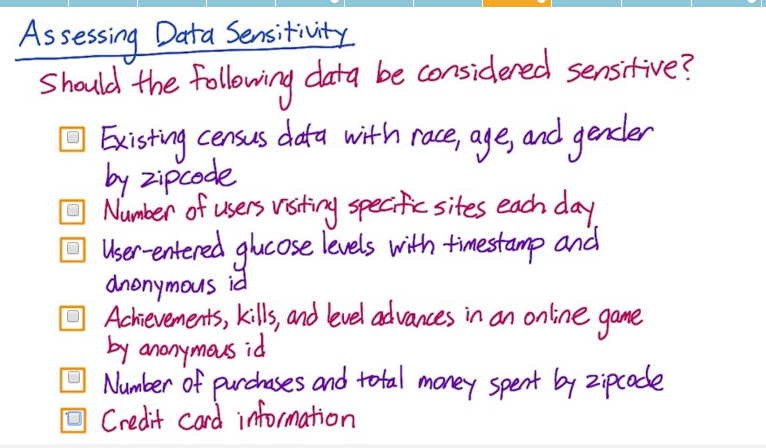 Assessing Data Sensitivity
Should the following data be considered sensitive?
Existing census data with race, age, and gender
by zipcode
Number of users visiting specific sites each day
User-entered glucose levels with timestamp and
anonymous id
Achievements, kills, and level advances in an online game
by anonymous id
Number of purchases and total money spent by zipcode
Credit card information